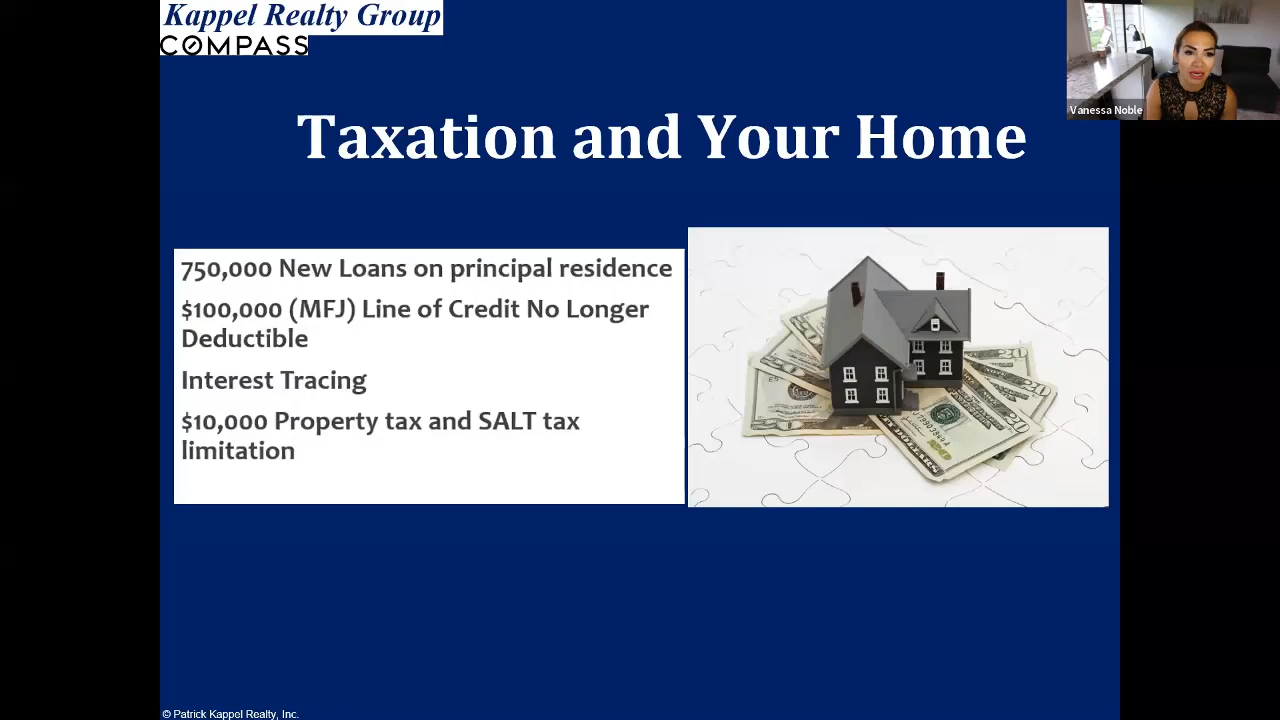 Kappel Realty Group
COMPASS
Vanessa Noble
Taxation and Your Home
750,000 New Loans on principal residence
$100,000 (MFJ) Line of Credit No Longer
Deductible
Interest Tracing
$10,000 Property tax and SALT tax
limitation
© Patrick Kappel Realty, Inc.